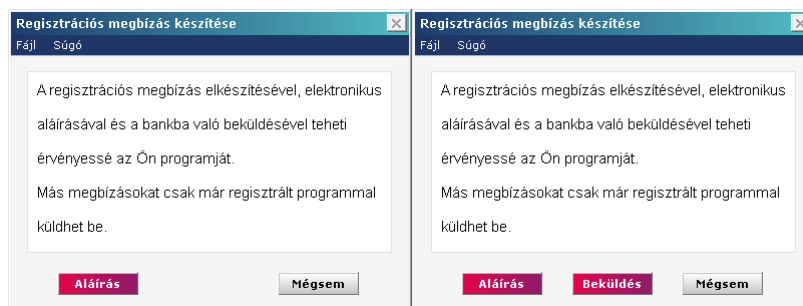 Regisztrációs megbízás készítése
Fájl Súgó
A regisztrációs megbízás elkészítésével, elektronikus
aláírásával és a bankba való beküldésével teheti
érvényessé az Ön programját.
Más megbízásokat csak már regisztrált programmal
küldhet be.
Aláírás Mégsem
Regisztrációs megbízás készítése
Fájl Súgó
A regisztrációs megbízás elkészítésével, elektronikus
aláírásával és a bankba való beküldésével teheti
érvényessé az Ön programját.
Más megbízásokat csak már regisztrált programmal
küldhet be.
Aláírás Beküldés Mégsem